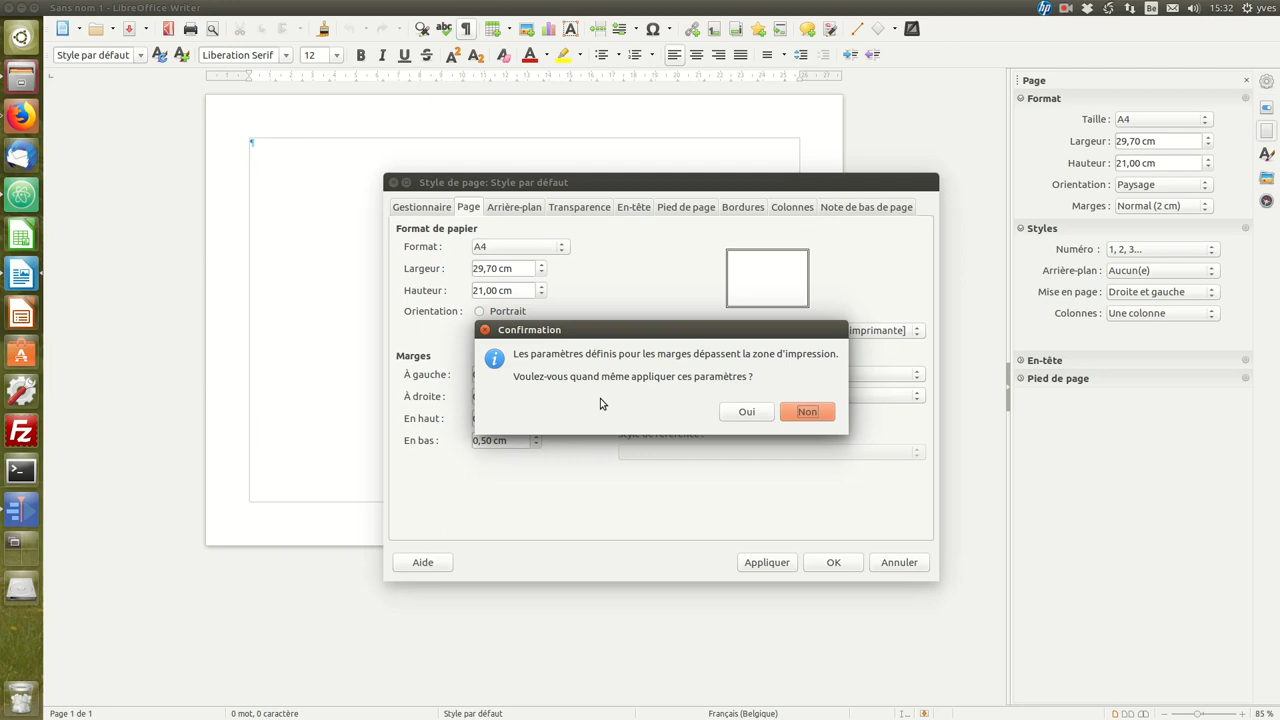 Sans nom 1 - LibreOffice Writer
Be
15:32
yves
Style par défaut
Liberation Serif
12
Page
Format
Taille :
A4
Largeur :
29,70 cm
Hauteur :
21,00 cm
Orientation :
Paysage
Marges :
Normal (2 cm)
Styles
Numéro :
1, 2, 3...
Arrière-plan :
Aucun(e)
Mise en page :
Droite et gauche
Colonnes :
Une colonne
En-tête
Pied de page
Style de page: Style par défaut
Gestionnaire Page Arrière-plan Transparence En-tête Pied de page Bordures Colonnes Note de bas de page
Format de papier
Format :
A4
Largeur :
29,70 cm
Hauteur :
21,00 cm
Orientation :
Portrait
imprimante]
Marges
À gauche :
À droite :
En haut :
En bas :
0,50 cm
Confirmation
Les paramètres définis pour les marges dépassent la zone d'impression.
Voulez-vous quand même appliquer ces paramètres ?
Oui
Non
Style de référence :
Aide
Appliquer
OK
Annuler
Page 1 de 1
0 mot, 0 caractère
Style par défaut
Français (Belgique)
85 %